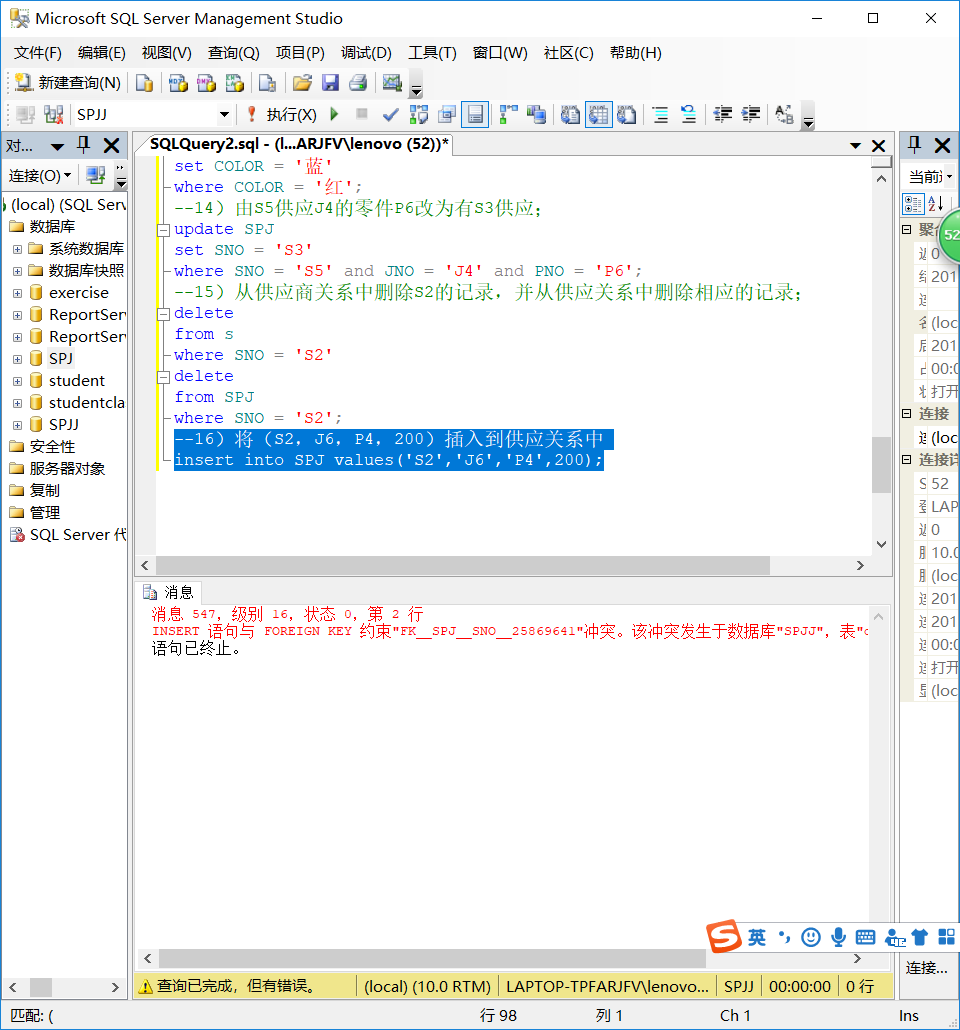 Microsoft SQL Server Management Studio
文件(F) 编辑(E) 视图(V) 查询(Q) 项目(P) 调试(D) 工具(T) 窗口(W) 社区(C) 帮助(H)
新建查询(N)
SPJJ 执行(X)
对... SQLQuery2.sql - (l...ARJFV\lenovo (52))*
连接(O)
(local) (SQL Serv
数据库
系统数据库
数据库快照
exercise
ReportServ
ReportServ
SPJ
student
studentcla
SPJJ
安全性
服务器对象
复制
管理
SQL Server 代
set COLOR = '蓝'
where COLOR = '红';
--14）由S5供应J4的零件P6改为有S3供应；
update SPJ
set SNO = 'S3'
where SNO = 'S5' and JNO = 'J4' and PNO = 'P6';
--15）从供应商关系中删除S2的记录，并从供应关系中删除相应的记录；
delete
from s
where SNO = 'S2'
delete
from SPJ
where SNO = 'S2';
--16）将（S2，J6，P4，200）插入到供应关系中
insert into SPJ values('S2','J6','P4',200);
消息
消息 547，级别 16，状态 0，第 2 行
INSERT 语句与 FOREIGN KEY 约束"FK__SPJ__SNO__25869641"冲突。该冲突发生于数据库"SPJJ"，表"
语句已终止。
当前
52
聚合
0
201
(loc
201
00:0
打开
连接
(loc
连接详
52
LAP
0
10.0
(loc
201
201
00:0
打开
(loc
英
连接...
查询已完成，但有错误。 (local) (10.0 RTM) LAPTOP-TPFARJFV\lenovo... SPJJ 00:00:00 0 行
匹配: ( 行 98 列 1 Ch 1 Ins